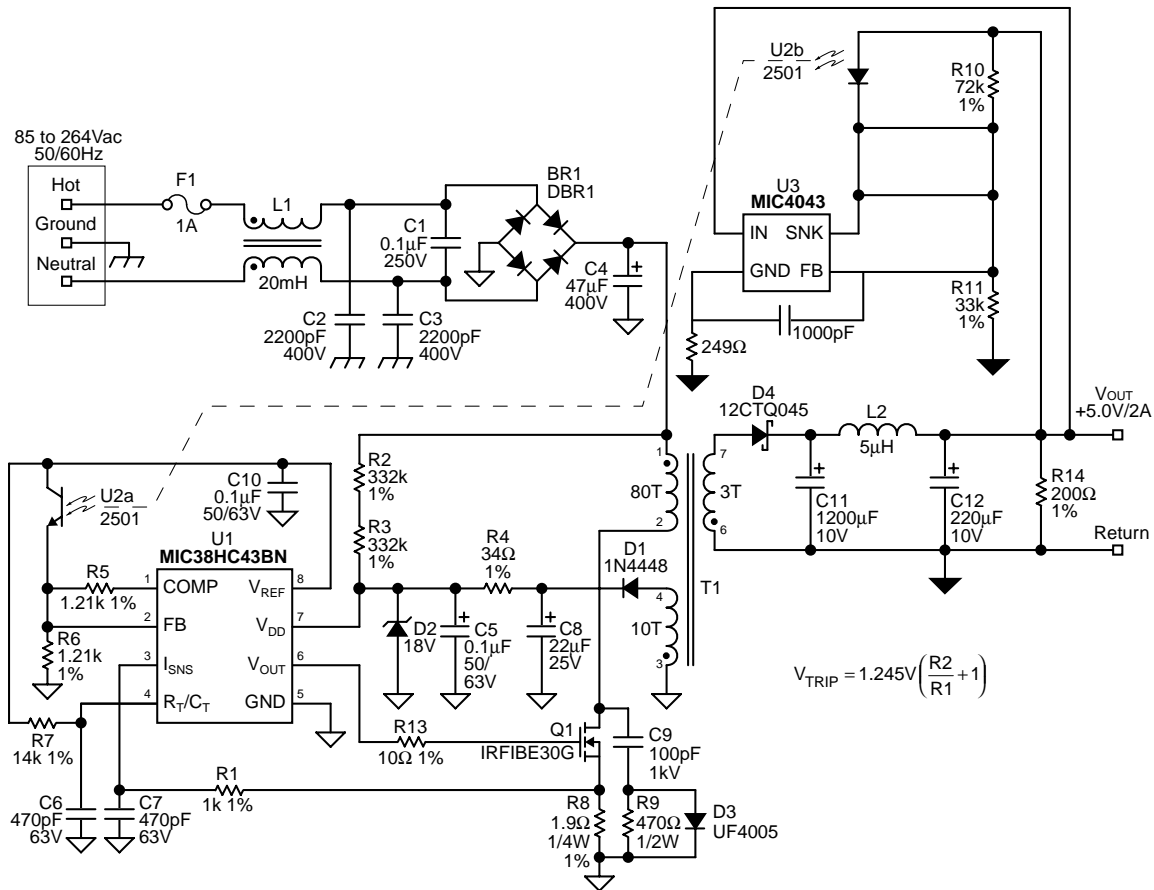 U2b
2501
R10
72k
1%
85 to 264Vac
50/60Hz
Hot
Ground
Neutral
F1
1A
L1
20mH
C1
0.1µF
250V
BR1
DBR1
C2
2200pF
400V
C3
2200pF
400V
C4
47µF
400V
+
U3
MIC4043
IN
SNK
GND
FB
R11
33k
1%
1000pF
249Ω
D4
12CTQ045
L2
5µH
VOUT
+5.0V/2A
R14
200Ω
1%
Return
+
C11
1200µF
10V
+
C12
220µF
10V
1
80T
2
7
3T
6
4
10T
3
T1
R2
332k
1%
R3
332k
1%
R4
34Ω
1%
D1
1N4448
C10
0.1µF
50/63V
U2a
2501
U1
MIC38HC43BN
R5
1.21k 1%
R6
1.21k
1%
1
COMP
2
FB
3
ISNS
4
RT/CT
VREF
8
VDD
7
VOUT
6
GND
5
D2
18V
+
C5
0.1µF
50/
63V
+
C8
22µF
25V
VTRIP = 1.245V(R2/R1 + 1)
R7
14k 1%
R13
10Ω 1%
Q1
IRFIBE30G
C9
100pF
1kV
C6
470pF
63V
C7
470pF
63V
R1
1k 1%
R8
1.9Ω
1/4W
1%
R9
470Ω
1/2W
D3
UF4005